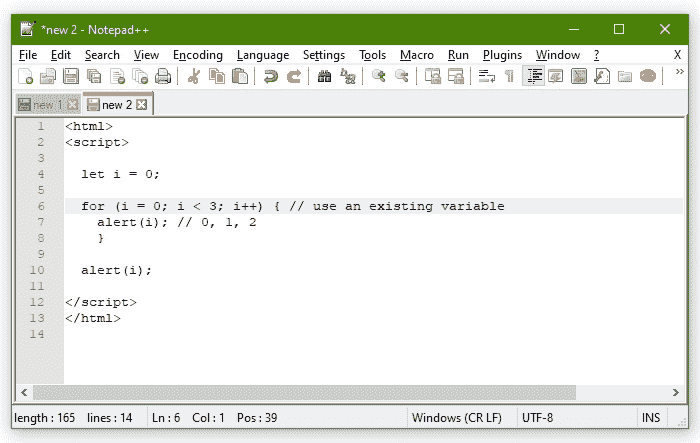 *new 2 - Notepad++
File Edit Search View Encoding Language Settings Tools Macro Run Plugins Window ? X
new 1 new 2
1 <html>
2 <script>
3
4 let i = 0;
5
6 for (i = 0; i < 3; i++) { // use an existing variable
7 alert(i); // 0, 1, 2
8 }
9
10 alert(i);
11
12 </script>
13 </html>
14
length : 165 lines : 14 Ln : 6 Col : 1 Pos : 39 Windows (CR LF) UTF-8 INS